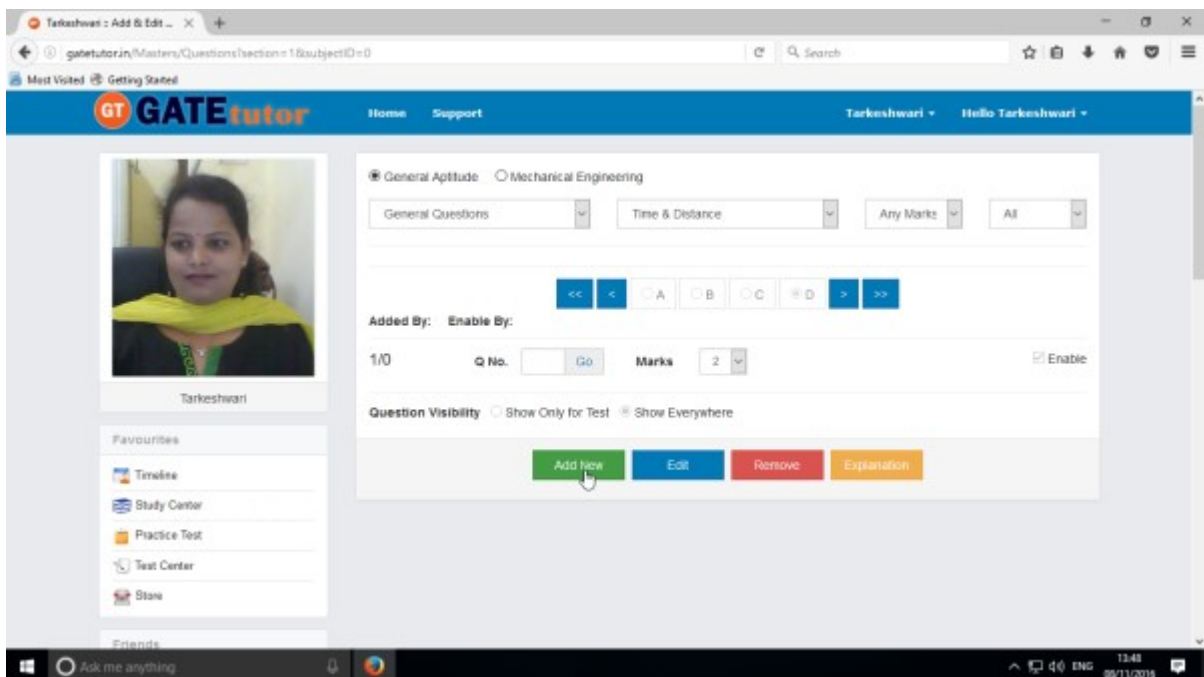 Tarkeshwari : Add & Edit ...
gatetutor.in/Masters/Questions?section=1&subjectID=0
Search
Most Visited Getting Started
GT GATEtutor Home Support Tarkeshwari Hello Tarkeshwari
General Aptitude Mechanical Engineering
General Questions Time & Distance Any Marks All
<< < A B C D > >>
Added By: Enable By:
1/0 Q No. Go Marks 2 Enable
Tarkeshwari
Question Visibility Show Only for Test Show Everywhere
Favourites
Add New Edit Remove Explanation
Timeline
Study Center
Practice Test
Test Center
Store
Friends
Ask me anything ENG 13:48